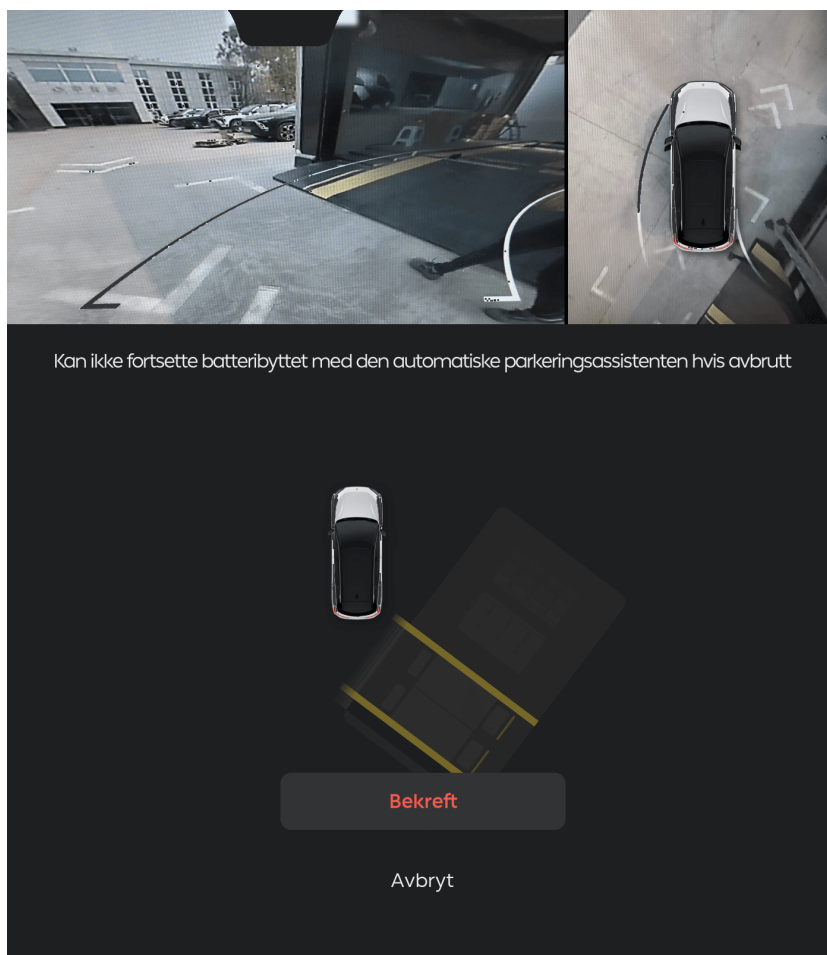 Kan ikke fortsette batteribyttet med den automatiske parkeringsassistenten hvis avbrutt
Bekreft
Avbryt